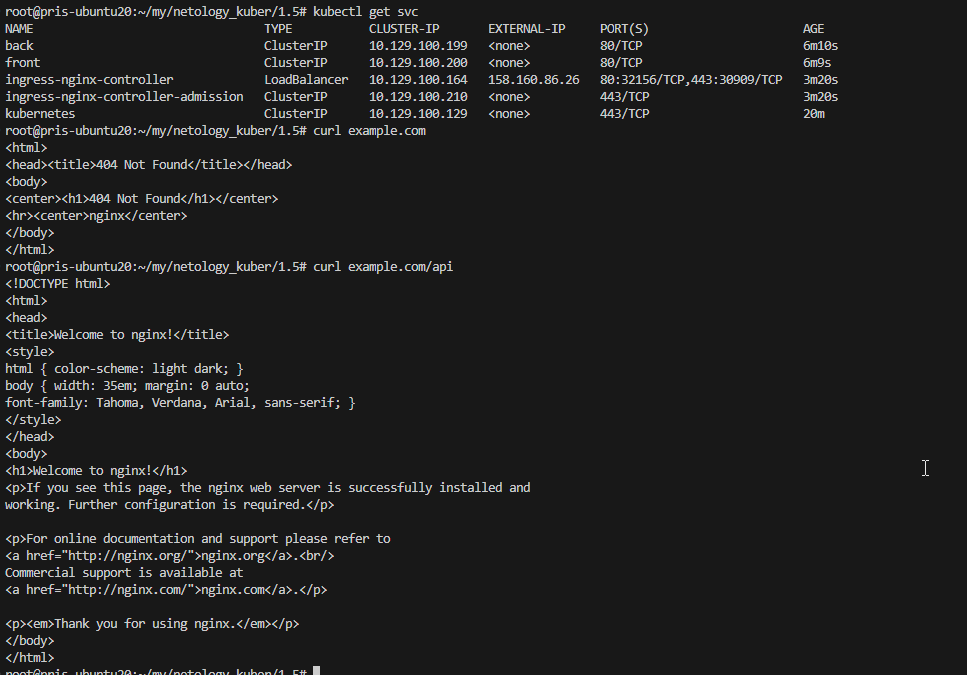 root@pris-ubuntu20:~/my/netology_kuber/1.5# kubectl get svc
NAME TYPE CLUSTER-IP EXTERNAL-IP PORT(S) AGE
back ClusterIP 10.129.100.199 <none> 80/TCP 6m10s
front ClusterIP 10.129.100.200 <none> 80/TCP 6m9s
ingress-nginx-controller LoadBalancer 10.129.100.164 158.160.86.26 80:32156/TCP,443:30909/TCP 3m20s
ingress-nginx-controller-admission ClusterIP 10.129.100.210 <none> 443/TCP 3m20s
kubernetes ClusterIP 10.129.100.129 <none> 443/TCP 20m
root@pris-ubuntu20:~/my/netology_kuber/1.5# curl example.com
<html>
<head><title>404 Not Found</title></head>
<body>
<center><h1>404 Not Found</h1></center>
<hr><center>nginx</center>
</body>
</html>
root@pris-ubuntu20:~/my/netology_kuber/1.5# curl example.com/api
<!DOCTYPE html>
<html>
<head>
<title>Welcome to nginx!</title>
<style>
html { color-scheme: light dark; }
body { width: 35em; margin: 0 auto;
font-family: Tahoma, Verdana, Arial, sans-serif; }
</style>
</head>
<body>
<h1>Welcome to nginx!</h1>
<p>If you see this page, the nginx web server is successfully installed and
working. Further configuration is required.</p>
<p>For online documentation and support please refer to
<a href="http://nginx.org/">nginx.org</a>.<br/>
Commercial support is available at
<a href="http://nginx.com/">nginx.com</a>.</p>
<p><em>Thank you for using nginx.</em></p>
</body>
</html>
root@pris-ubuntu20:~/my/netology_kuber/1.5#